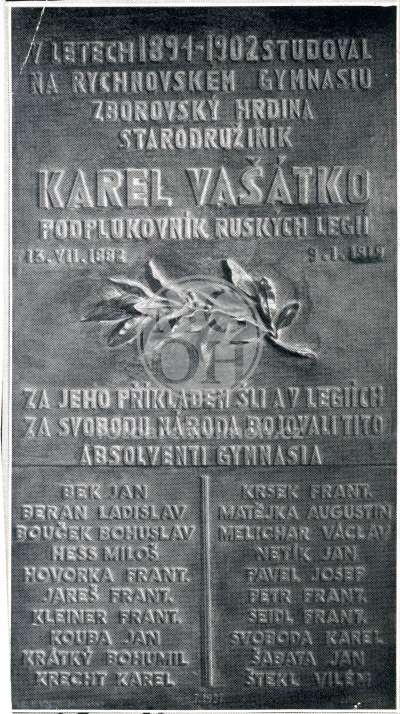 V LETECH 1894-1902 STUDOVAL
NA RYCHNOVSKÉM GYMNASIU
ZBOROVSKÝ HRDINA
STARODRUŽINÍK
KAREL VAŠÁTKO
PODPLUKOVNÍK RUSKÝCH LEGIÍ
13. VII. 1882 9. I. 1919
ZA JEHO PŘÍKLADEM ŠLI A V LEGIÍCH
ZA SVOBODU NÁRODA BOJOVALI TITO
ABSOLVENTI GYMNASIA
BEK JAN
BERAN LADISLAV
BOUČEK BOHUSLAV
HESS MILOŠ
HOVORKA FRANT.
JAREŠ FRANT.
KLEINER FRANT.
KOUBA JAN
KRÁTKÝ BOHUMIL
KRECHT KAREL
KRSEK FRANT.
MATĚJKA AUGUSTIN
MELICHAR VÁCLAV
NETÍK JAN
PAVEL JOSEF
PETR FRANT.
SEIDL FRANT.
SVOBODA KAREL
ŠABATA JAN
ŠTEKL VILÉM